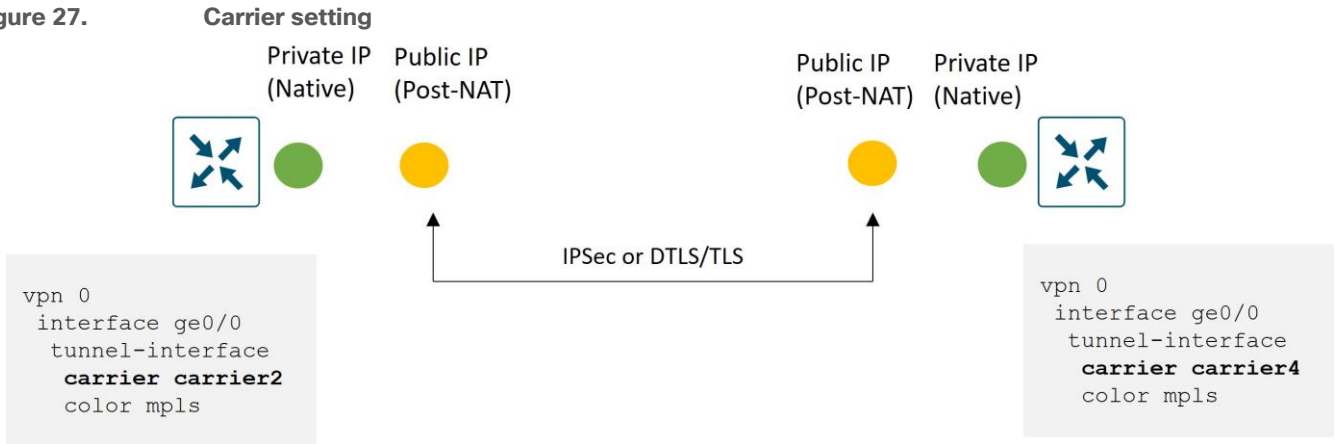 gure 27. Carrier setting
Private IP
(Native)
Public IP
(Post-NAT)
Public IP
(Post-NAT)
Private IP
(Native)
IPSec or DTLS/TLS
vpn 0
interface ge0/0
tunnel-interface
carrier carrier2
color mpls
vpn 0
interface ge0/0
tunnel-interface
carrier carrier4
color mpls